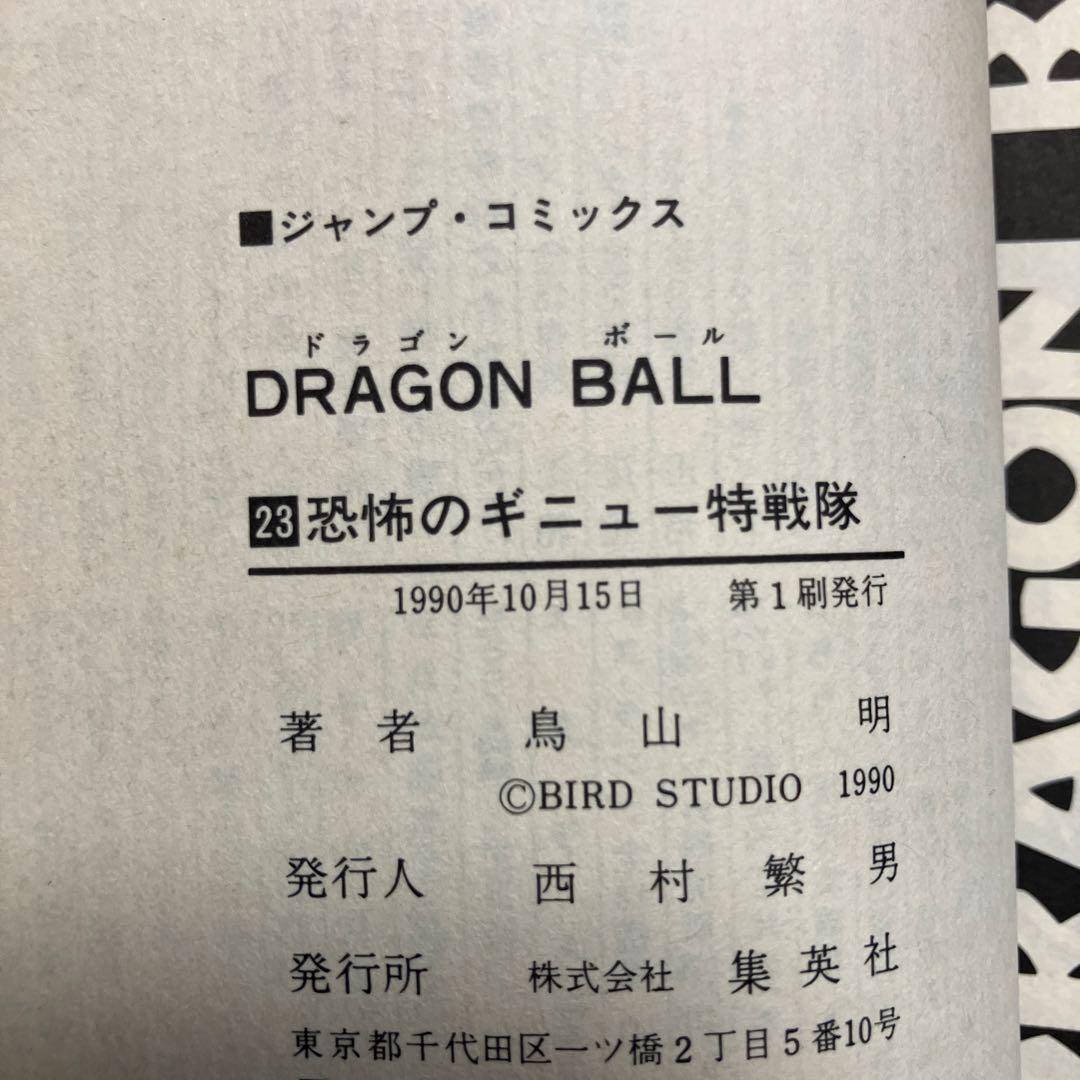 ■ジャンプ・コミックス
ドラゴン ボール
DRAGON BALL
23恐怖のギニュー特戦隊
1990年10月15日 第1刷発行
著者 鳥山明
©BIRD STUDIO 1990
発行人 西村繁男
発行所 株式会社 集英社
東京都千代田区一ツ橋2丁目5番10号